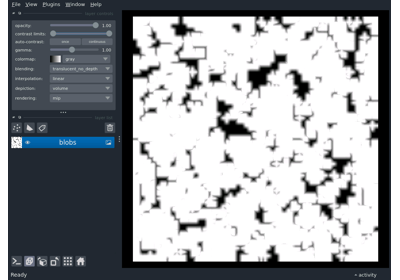 File View Plugins Window Help
opacity: 1.00
contrast limits:
auto-contrast: once continuous
gamma: 1.00
colormap: gray
blending: translucent_no_depth
interpolation: linear
depiction: volume
rendering: mip
blobs
Ready
activity